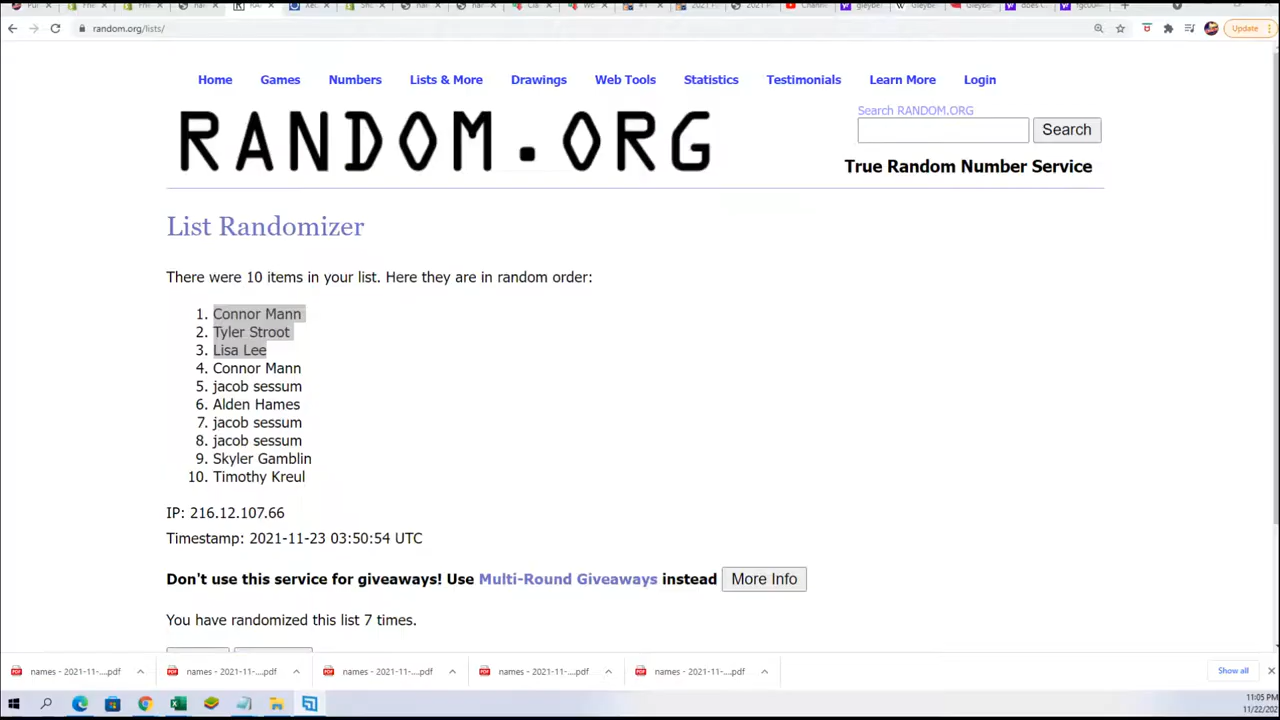 random.org/lists/
Update
Home Games Numbers Lists & More Drawings Web Tools Statistics Testimonials Learn More Login
RANDOM.ORG
Search RANDOM.ORG
Search
True Random Number Service
List Randomizer
There were 10 items in your list. Here they are in random order:
1. Connor Mann
2. Tyler Stroot
3. Lisa Lee
4. Connor Mann
5. jacob sessum
6. Alden Hames
7. jacob sessum
8. jacob sessum
9. Skyler Gamblin
10. Timothy Kreul
IP: 216.12.107.66
Timestamp: 2021-11-23 03:50:54 UTC
Don't use this service for giveaways! Use Multi-Round Giveaways instead More Info
You have randomized this list 7 times.
names - 2021-11-....pdf names - 2021-11-....pdf names - 2021-11-....pdf names - 2021-11-....pdf names - 2021-11-....pdf Show all
11:05 PM
11/22/202